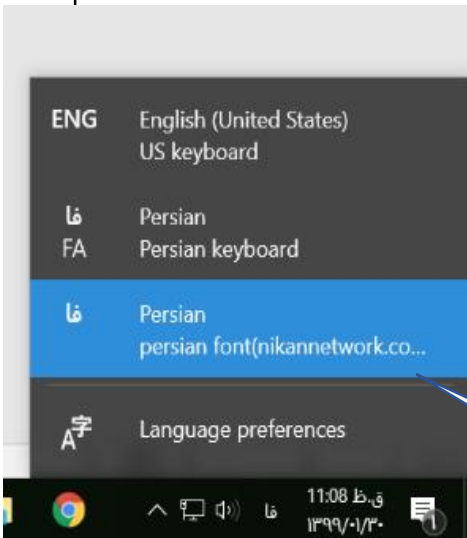 ENG English (United States)
US keyboard
فا Persian
FA Persian keyboard
فا Persian
persian font(nikannetwork.co...
Language preferences
فا 11:08 ق.ظ
۱۳۹۹/۰۱/۳۰
1